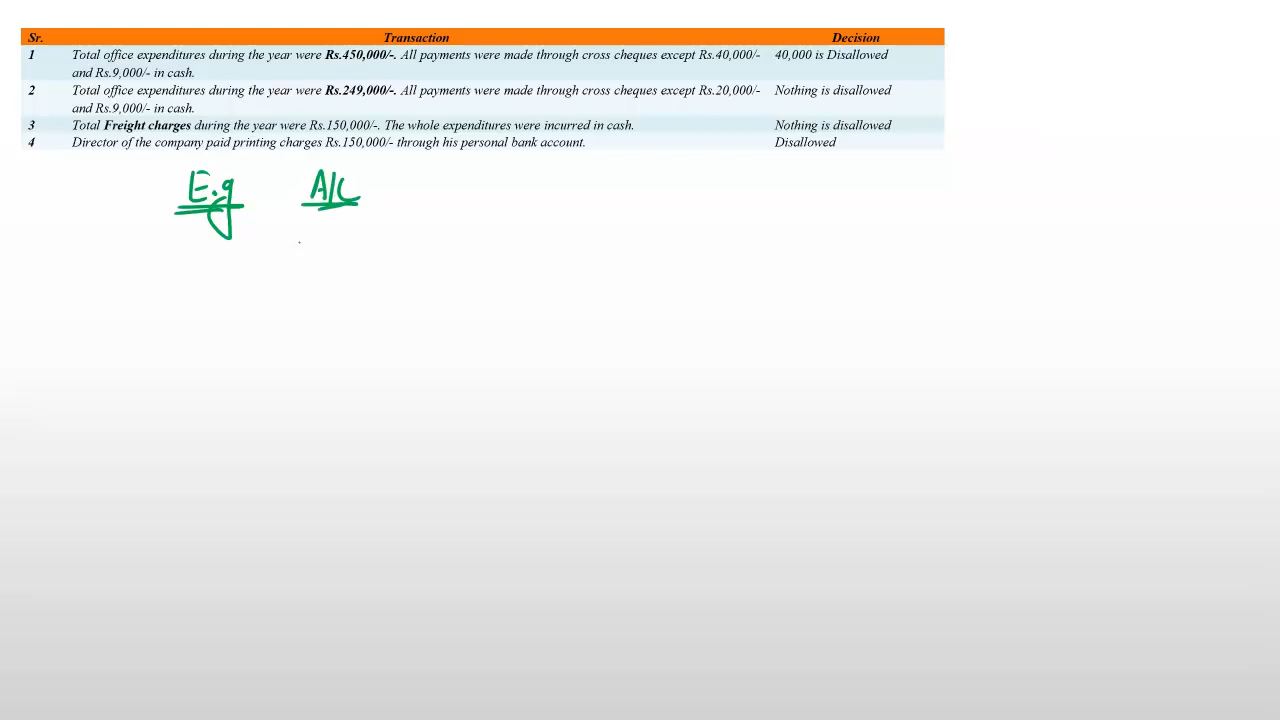 Sr. Transaction Decision
1 Total office expenditures during the year were Rs.450,000/-. All payments were made through cross cheques except Rs.40,000/- 40,000 is Disallowed
and Rs.9,000/- in cash.
2 Total office expenditures during the year were Rs.249,000/-. All payments were made through cross cheques except Rs.20,000/- Nothing is disallowed
and Rs.9,000/- in cash.
3 Total Freight charges during the year were Rs.150,000/-. The whole expenditures were incurred in cash. Nothing is disallowed
4 Director of the company paid printing charges Rs.150,000/- through his personal bank account. Disallowed
E.g A/C